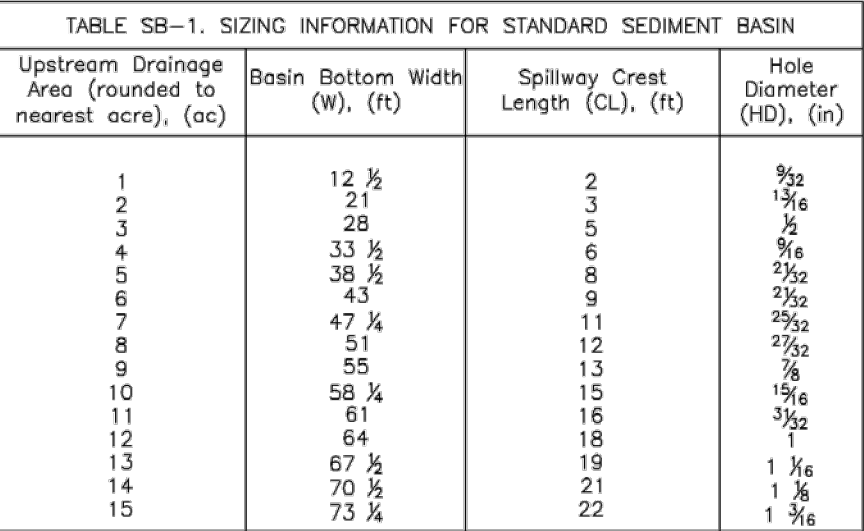 TABLE SB-1. SIZING INFORMATION FOR STANDARD SEDIMENT BASIN
Upstream Drainage Area (rounded to nearest acre), (ac) | Basin Bottom Width (W), (ft) | Spillway Crest Length (CL), (ft) | Hole Diameter (HD), (in)
1 12 ½ 2 9/32
2 21 3 13/16
3 28 5 ½
4 33 ½ 6 9/16
5 38 ½ 8 21/32
6 43 9 21/32
7 47 ¼ 11 25/32
8 51 12 27/32
9 55 13 7/8
10 58 ¼ 15 15/16
11 61 16 31/32
12 64 18 1
13 67 ½ 19 1 1/16
14 70 ½ 21 1 1/8
15 73 ¼ 22 1 3/16